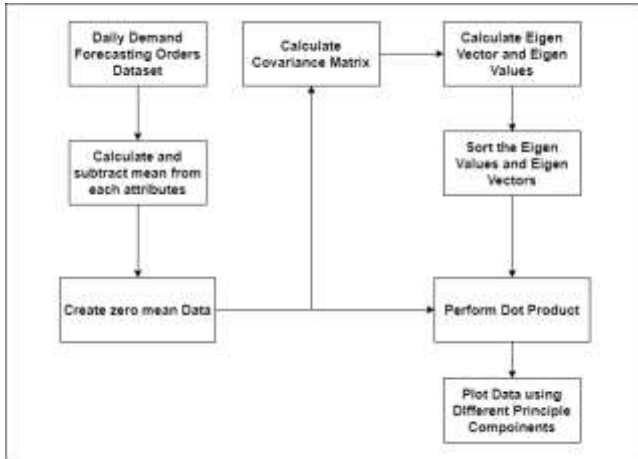 Daily Demand
Forecasting Orders
Dataset
Calculate and
subtract mean from
each attributes
Create zero mean Data
Calculate
Covariance Matrix
Calculate Eigen
Vector and Eigen
Values
Sort the Eigen
Values and Eigen
Vectors
Perform Dot Product
Plot Data using
Different Principle
Compoinents